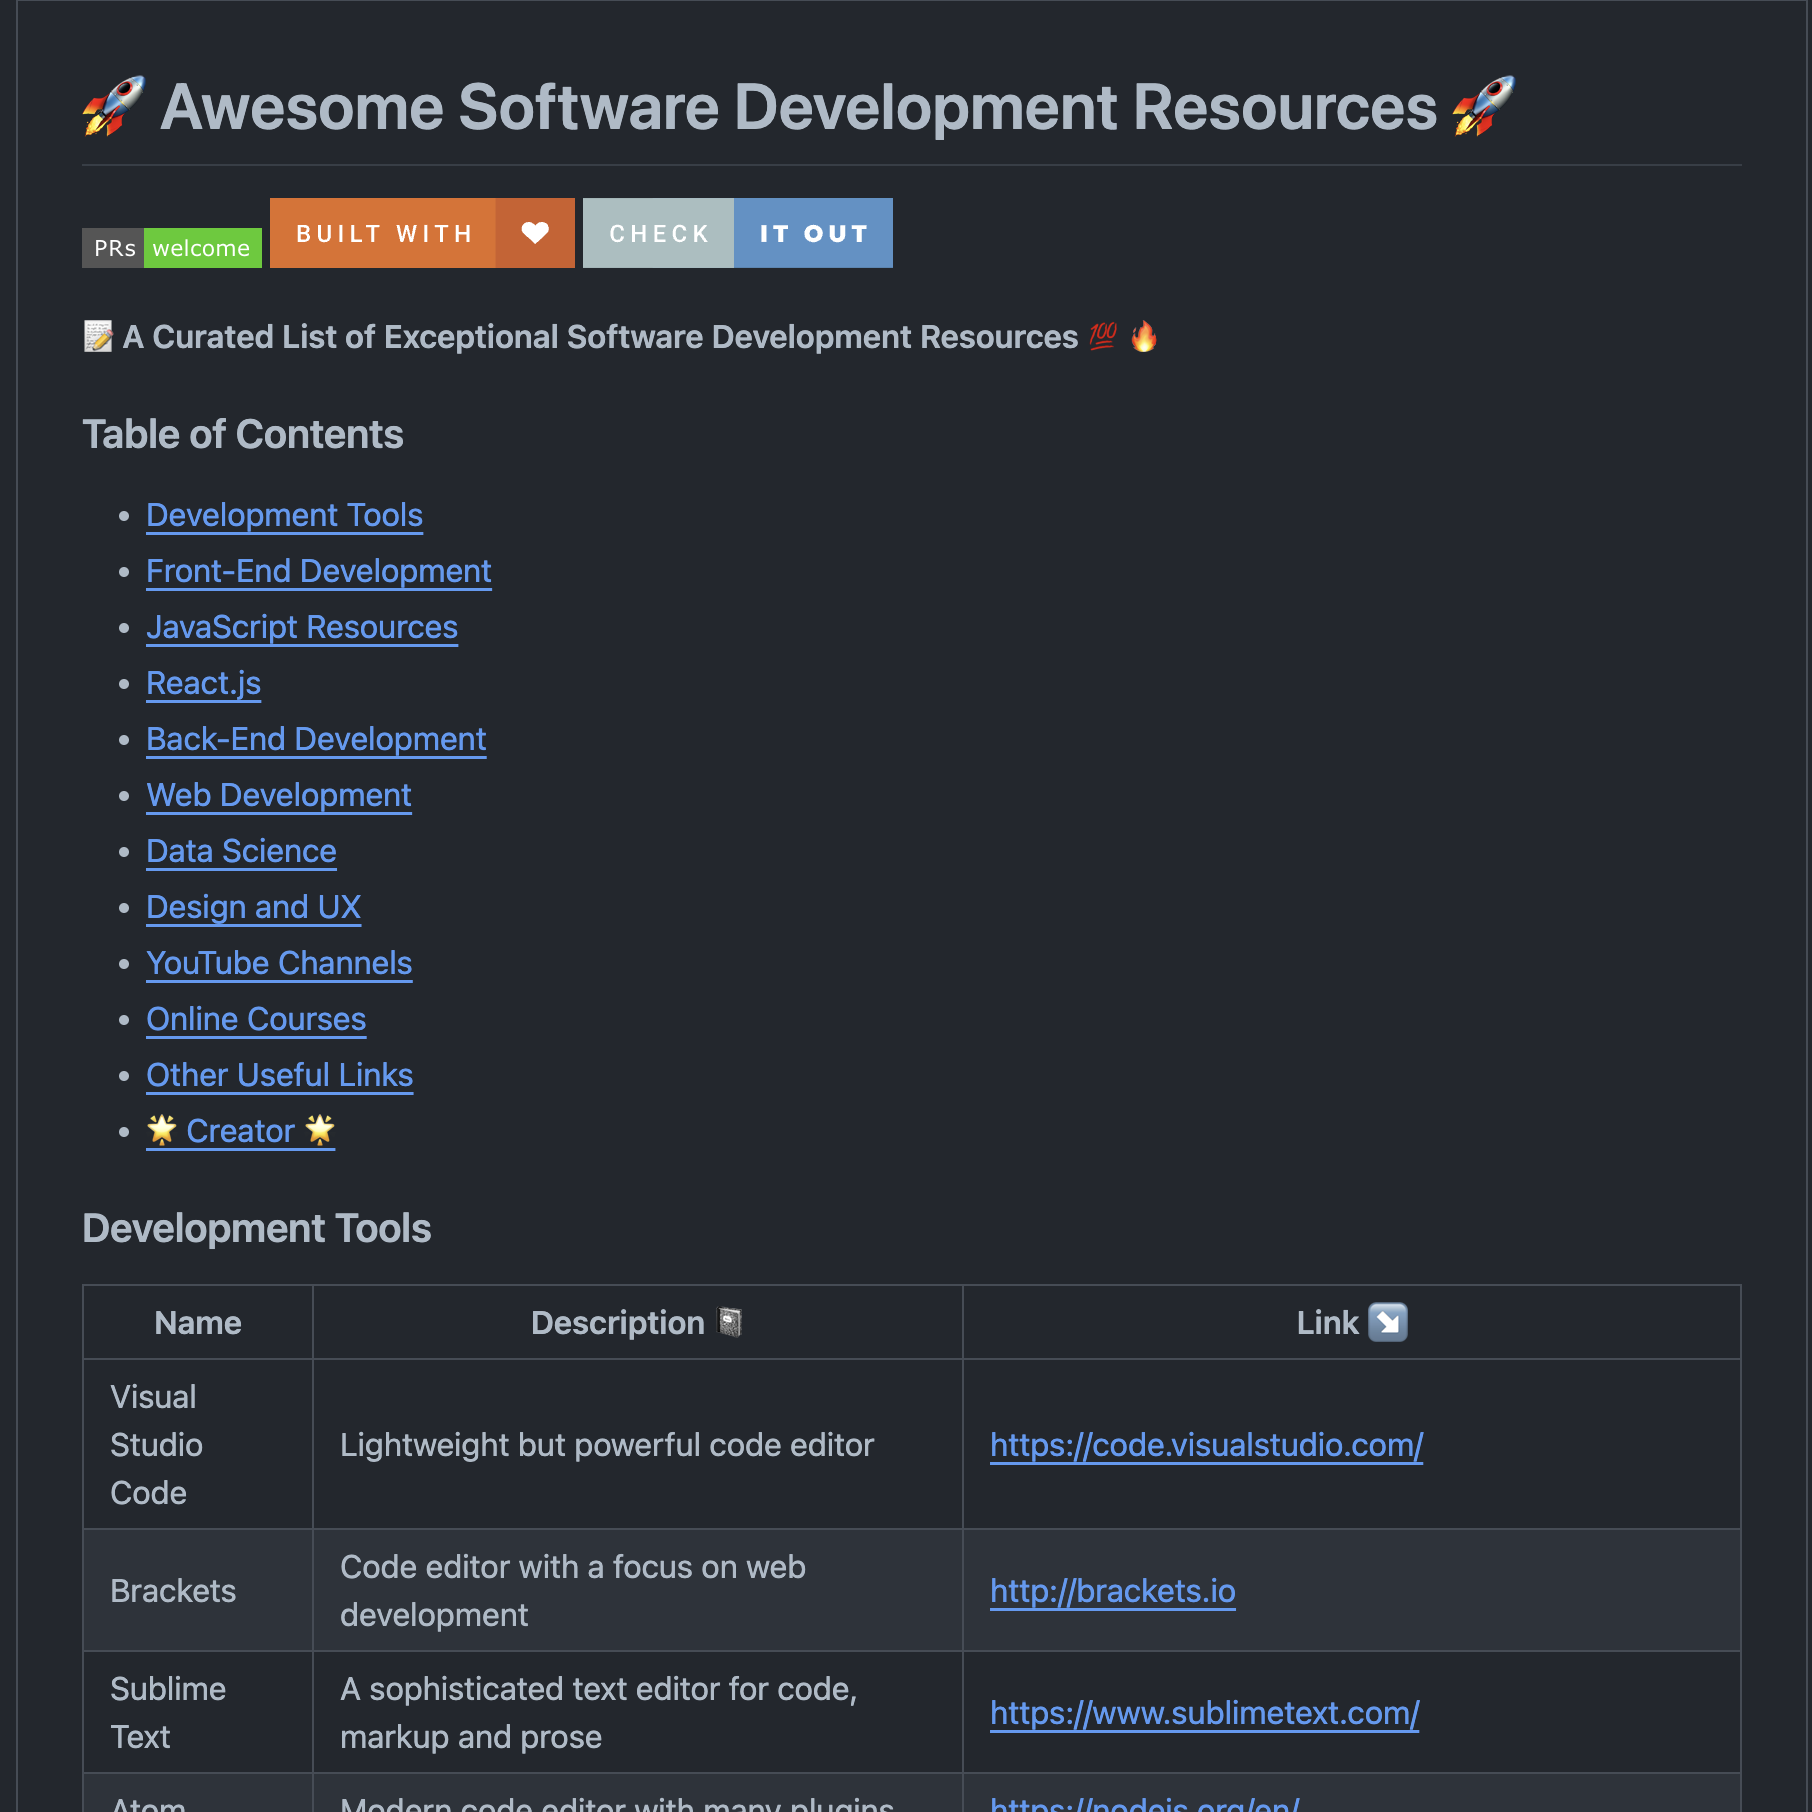 🚀 Awesome Software Development Resources 🚀
PRs welcome BUILT WITH ♥ CHECK IT OUT
📝 A Curated List of Exceptional Software Development Resources 💯 🔥
Table of Contents
• Development Tools
• Front-End Development
• JavaScript Resources
• React.js
• Back-End Development
• Web Development
• Data Science
• Design and UX
• YouTube Channels
• Online Courses
• Other Useful Links
• 🌟 Creator 🌟
Development Tools
Name Description 📓 Link ↘️
Visual
Studio
Code
Lightweight but powerful code editor
https://code.visualstudio.com/
Brackets
Code editor with a focus on web
development
http://brackets.io
Sublime
Text
A sophisticated text editor for code,
markup and prose
https://www.sublimetext.com/
Atom
Modern code editor with many plugins
https://nodejs.org/en/